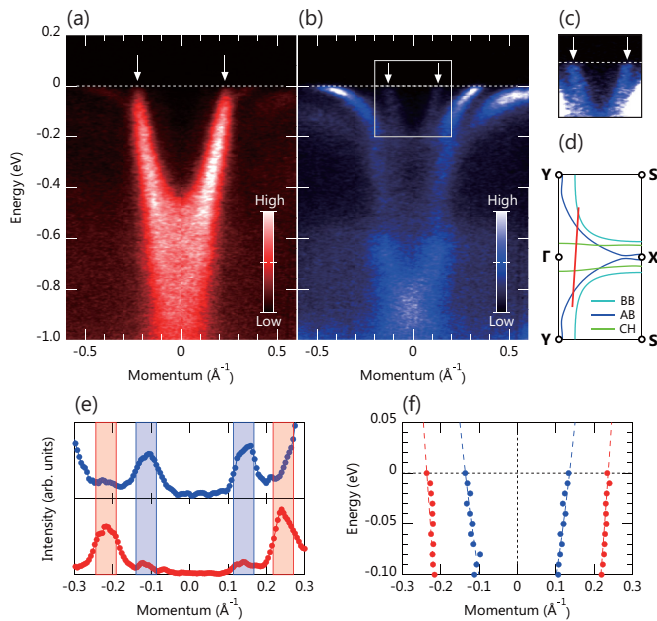 (a)
(b)
(c)
0.2
0
-0.2
-0.4
-0.6
-0.8
-1.0
Energy (eV)
High
Low
High
Low
-0.5
0
0.5
-0.5
0
0.5
Momentum (Å-1)
Momentum (Å-1)
(d)
Y
S
Γ
X
BB
AB
CH
Y
S
(e)
Intensity (arb. units)
-0.3
-0.2
-0.1
0.0
0.1
0.2
0.3
Momentum (Å-1)
(f)
0.05
0
-0.05
-0.10
Energy (eV)
-0.3
-0.2
-0.1
0.0
0.1
0.2
0.3
Momentum (Å-1)